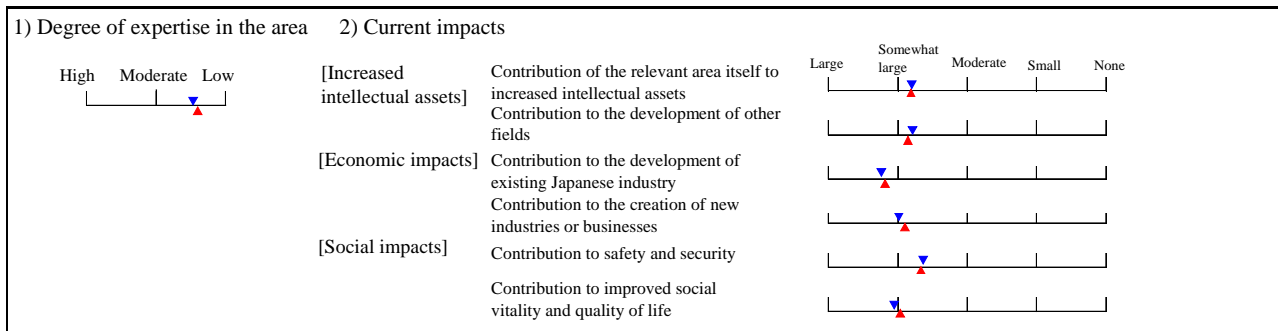 1) Degree of expertise in the area 2) Current impacts
High Moderate Low
[Increased
intellectual assets]
Large Somewhat
large Moderate Small None
Contribution of the relevant area itself to
increased intellectual assets
Contribution to the development of other
fields
[Economic impacts]
Contribution to the development of
existing Japanese industry
Contribution to the creation of new
industries or businesses
[Social impacts]
Contribution to safety and security
Contribution to improved social
vitality and quality of life